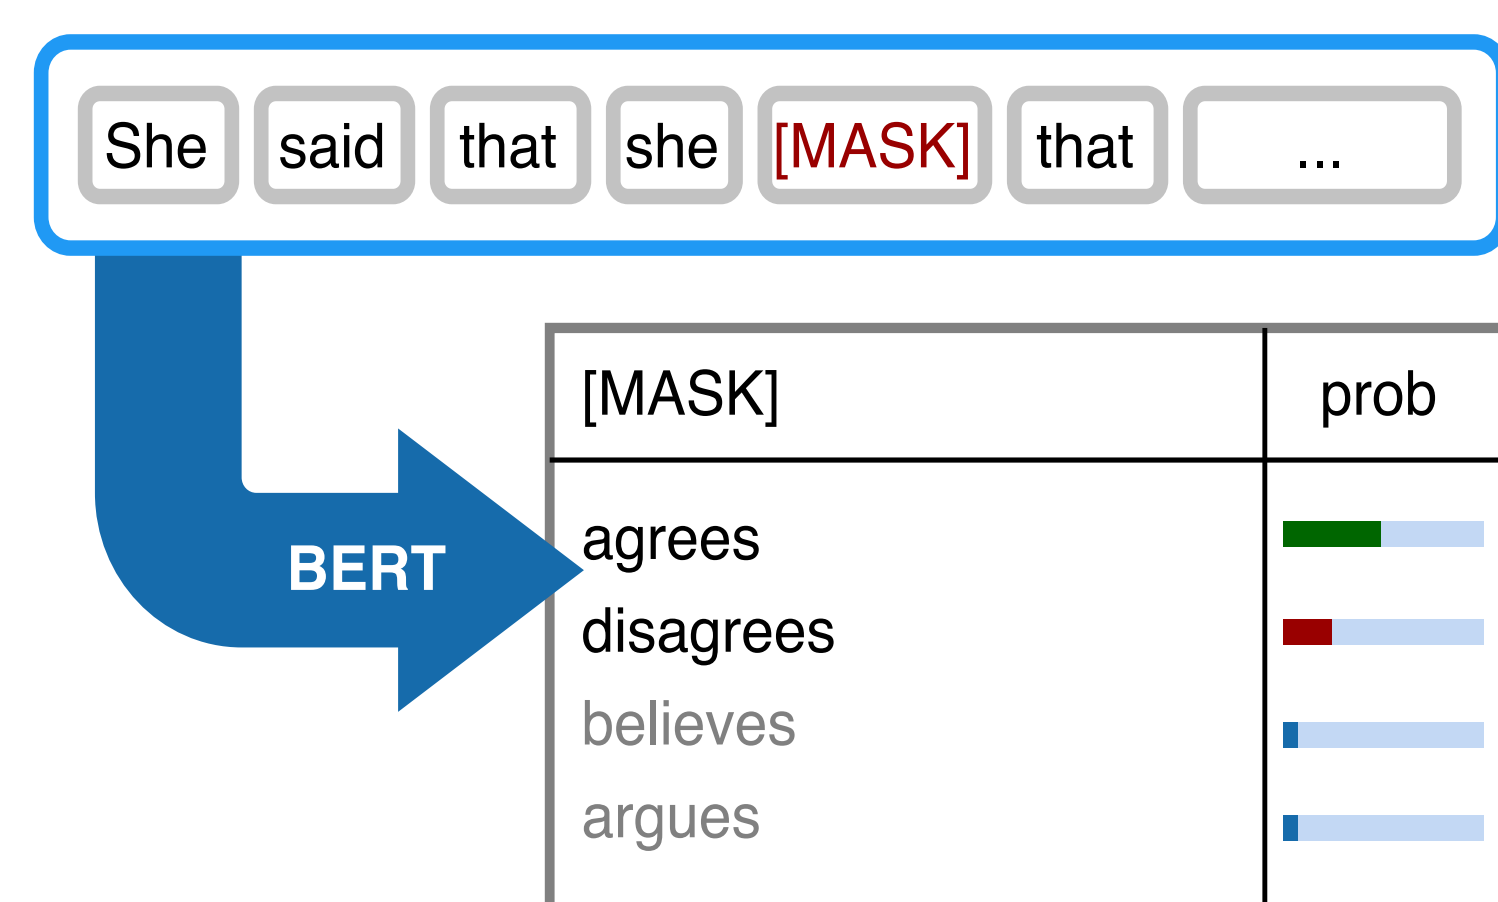 She said that she [MASK] that ...
[MASK] prob
BERT
agrees
disagrees
believes
argues